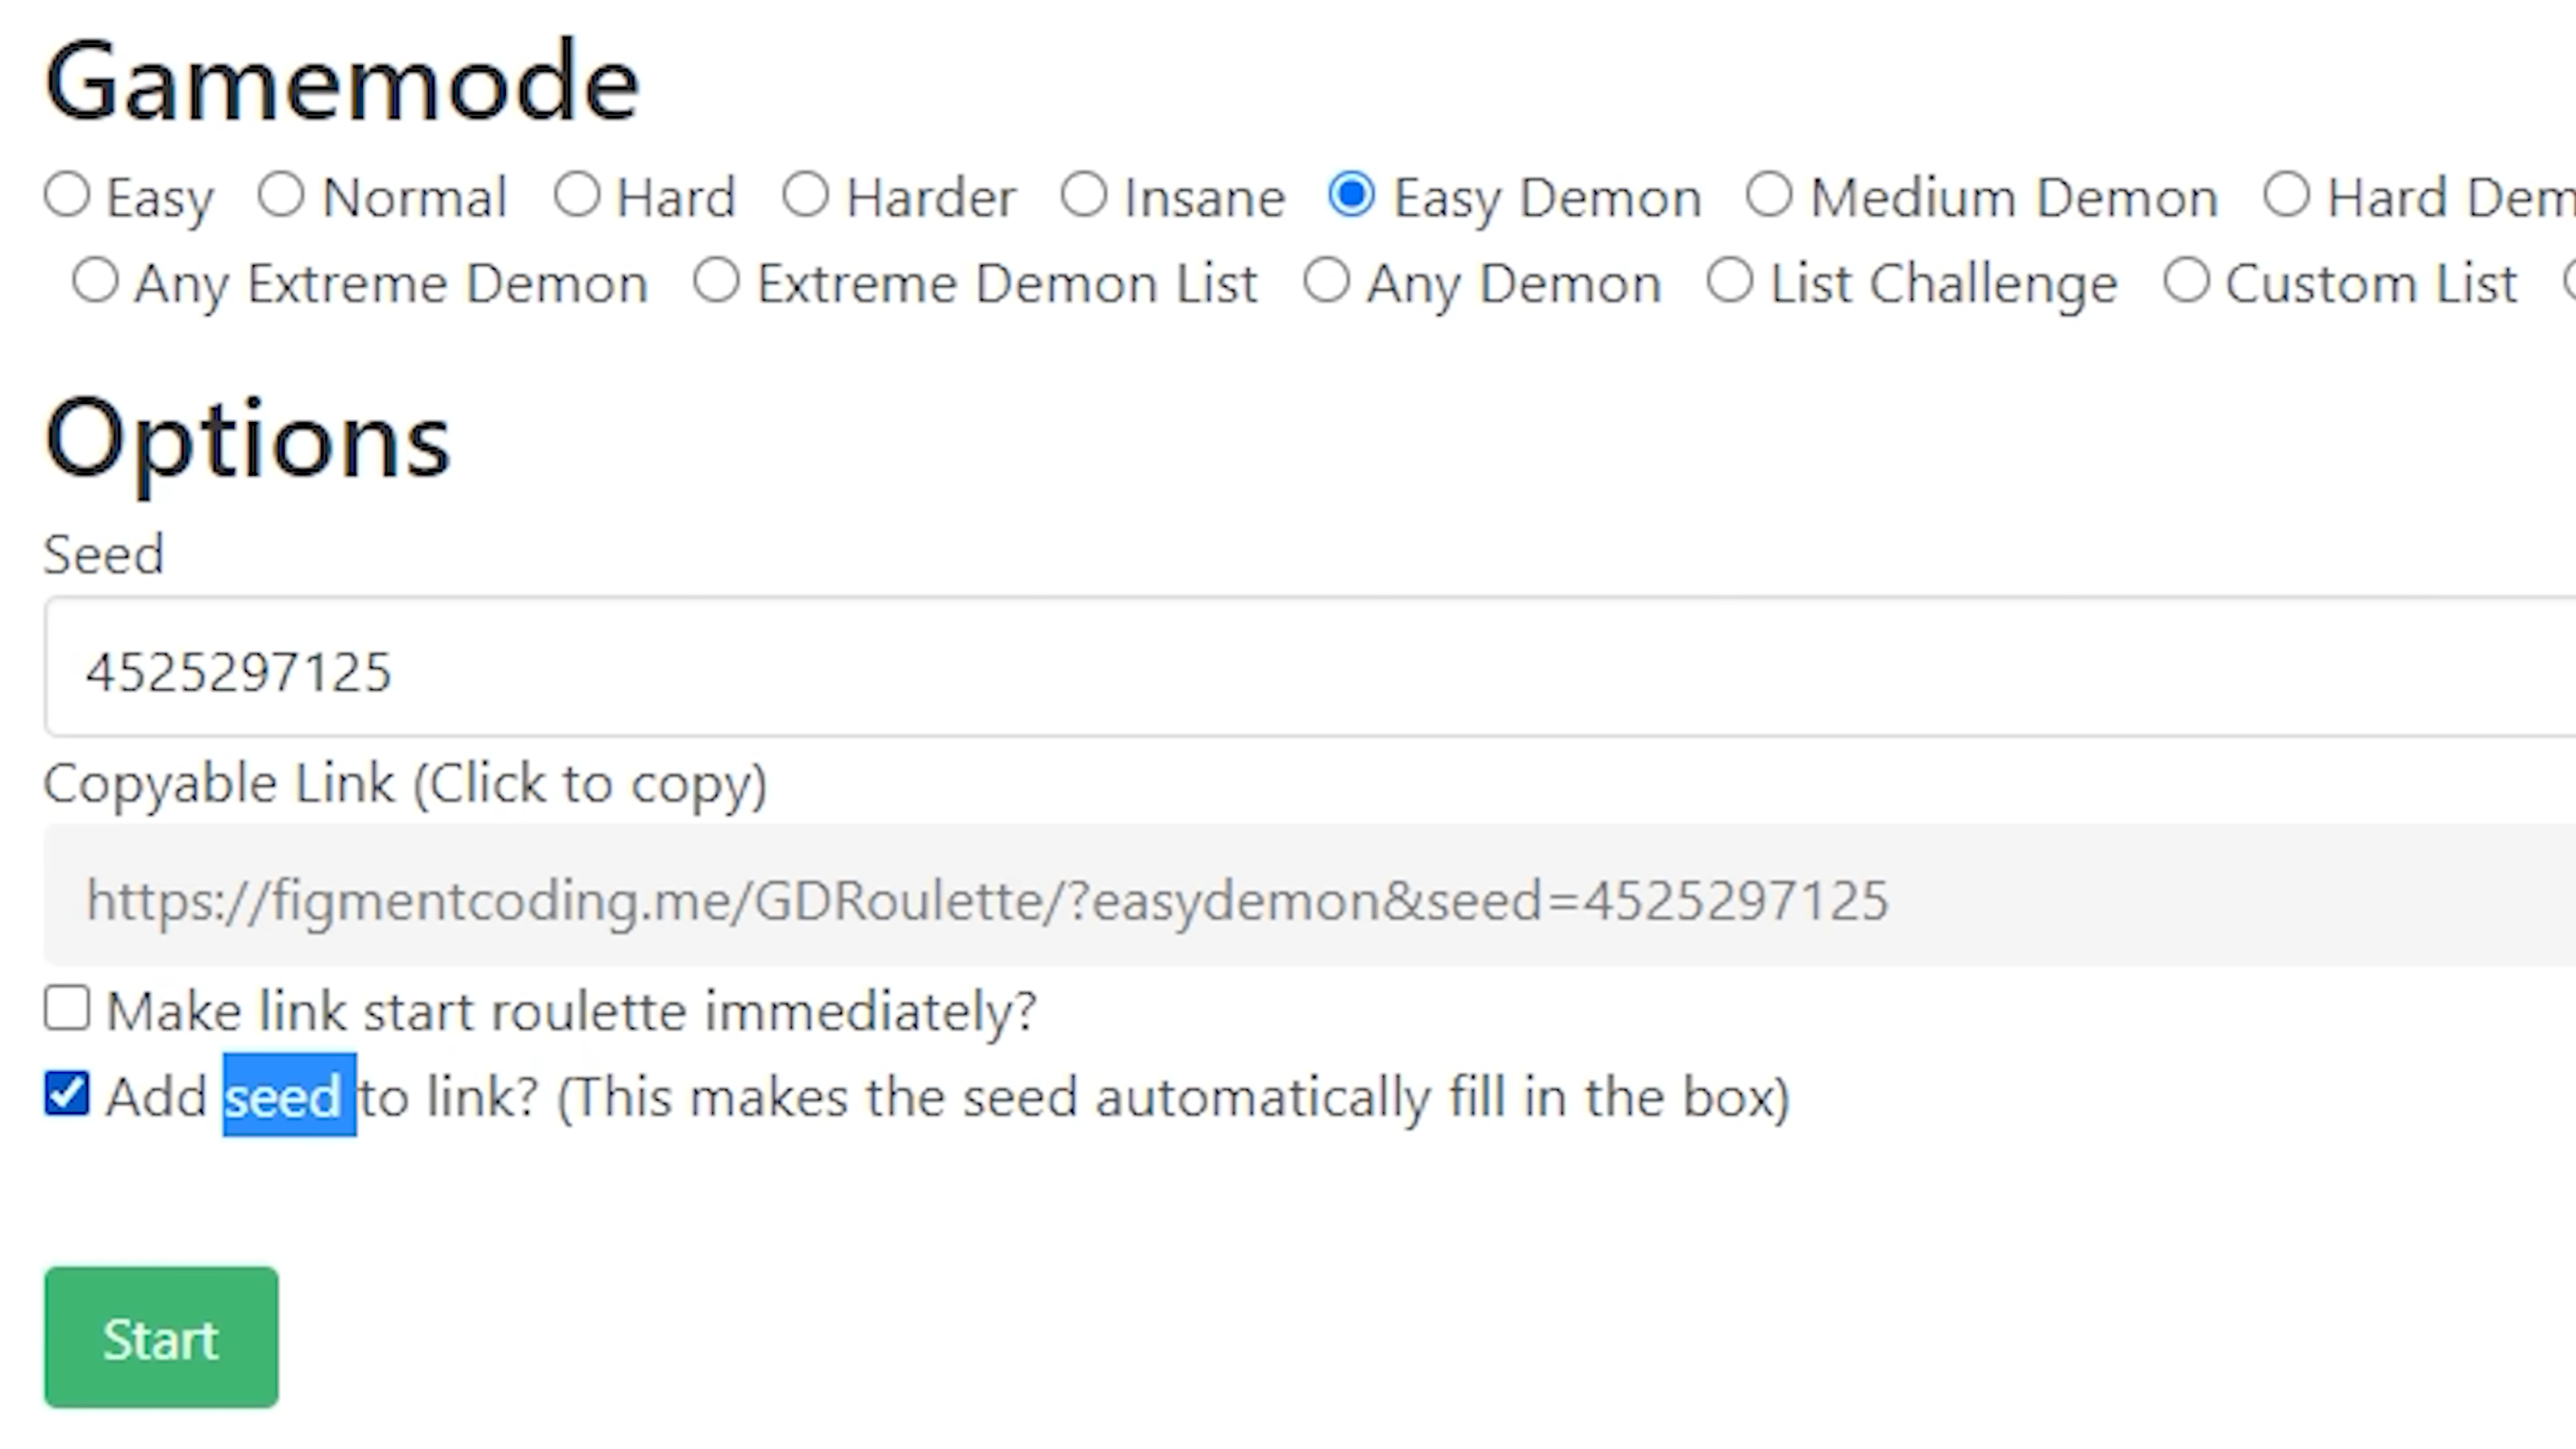 Gamemode
Easy Normal Hard Harder Insane Easy Demon Medium Demon Hard Dem
Any Extreme Demon Extreme Demon List Any Demon List Challenge Custom List
Options
Seed
4525297125
Copyable Link (Click to copy)
https://figmentcoding.me/GDRoulette/?easydemon&seed=4525297125
Make link start roulette immediately?
Add seed to link? (This makes the seed automatically fill in the box)
Start